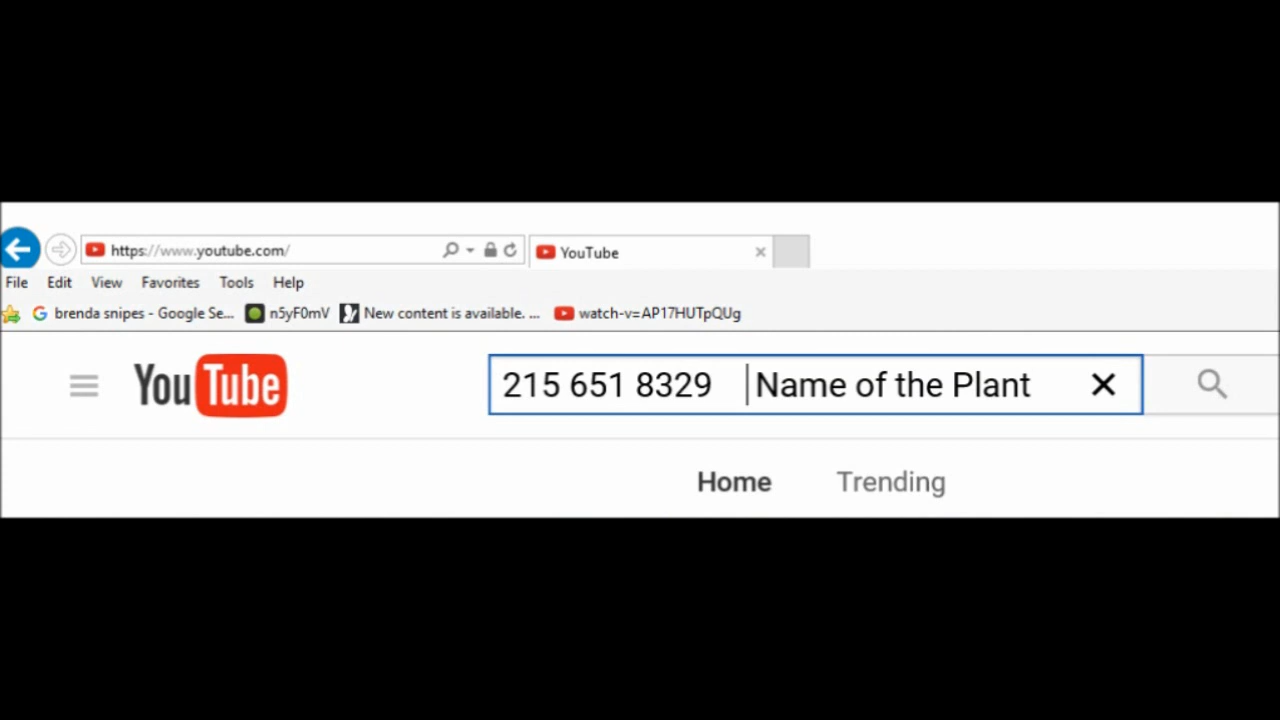 https://www.youtube.com/ YouTube
File Edit View Favorites Tools Help
brenda snipes - Google Se... n5yF0mV New content is available. ... watch-v=AP17HUTpQUg
YouTube 215 651 8329 Name of the Plant
Home Trending